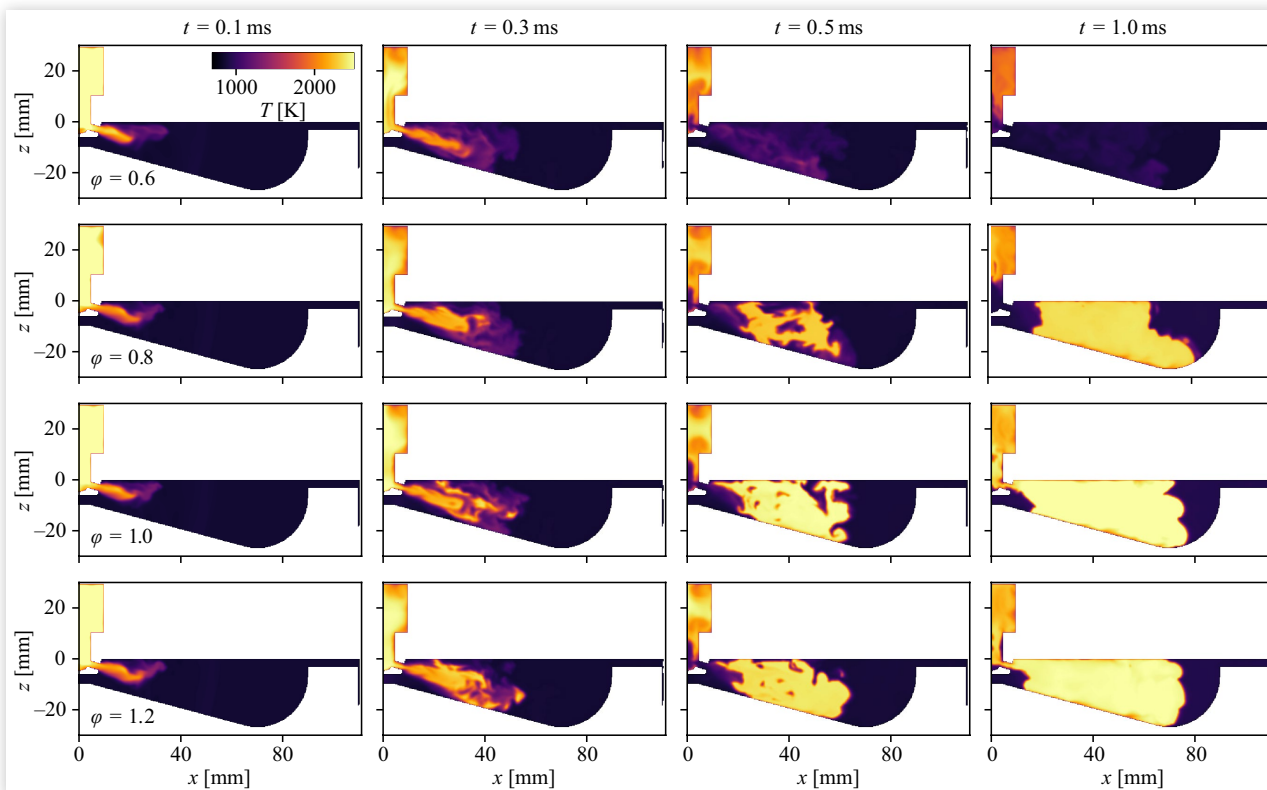 t = 0.1 ms t = 0.3 ms t = 0.5 ms t = 1.0 ms
1000 2000
T [K]
20
0
−20
z [mm]
φ = 0.6
20
0
−20
z [mm]
φ = 0.8
20
0
−20
z [mm]
φ = 1.0
20
0
−20
z [mm]
φ = 1.2
0 40 80 0 40 80 0 40 80 0 40 80
x [mm] x [mm] x [mm] x [mm]